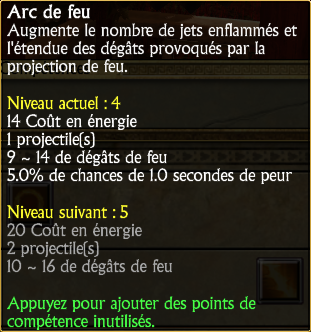 Arc de feu
Augmente le nombre de jets enflammés et
l'étendue des dégâts provoqués par la
projection de feu.
Niveau actuel : 4
14 Coût en énergie
1 projectile(s)
9 ~ 14 de dégâts de feu
5.0% de chances de 1.0 secondes de peur
Niveau suivant : 5
20 Coût en énergie
2 projectile(s)
10 ~ 16 de dégâts de feu
Appuyez pour ajouter des points de
compétence inutilisés.